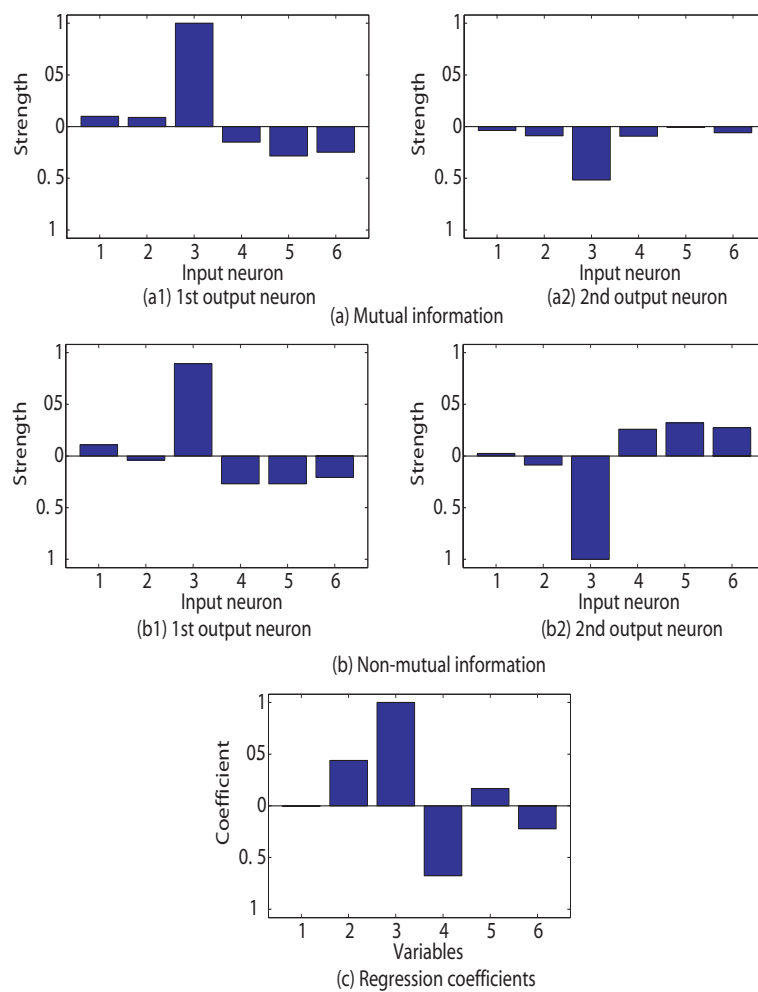 1
05
0
0. 5
1
Strength
1 2 3 4 5 6
Input neuron
(a1) 1st output neuron
1
05
0
0. 5
1
Strength
1 2 3 4 5 6
Input neuron
(a2) 2nd output neuron
(a) Mutual information
1
05
0
0. 5
1
Strength
1 2 3 4 5 6
Input neuron
(b1) 1st output neuron
1
05
0
0. 5
1
Strength
1 2 3 4 5 6
Input neuron
(b2) 2nd output neuron
(b) Non-mutual information
1
05
0
0. 5
1
Coefficient
1 2 3 4 5 6
Variables
(c) Regression coefficients